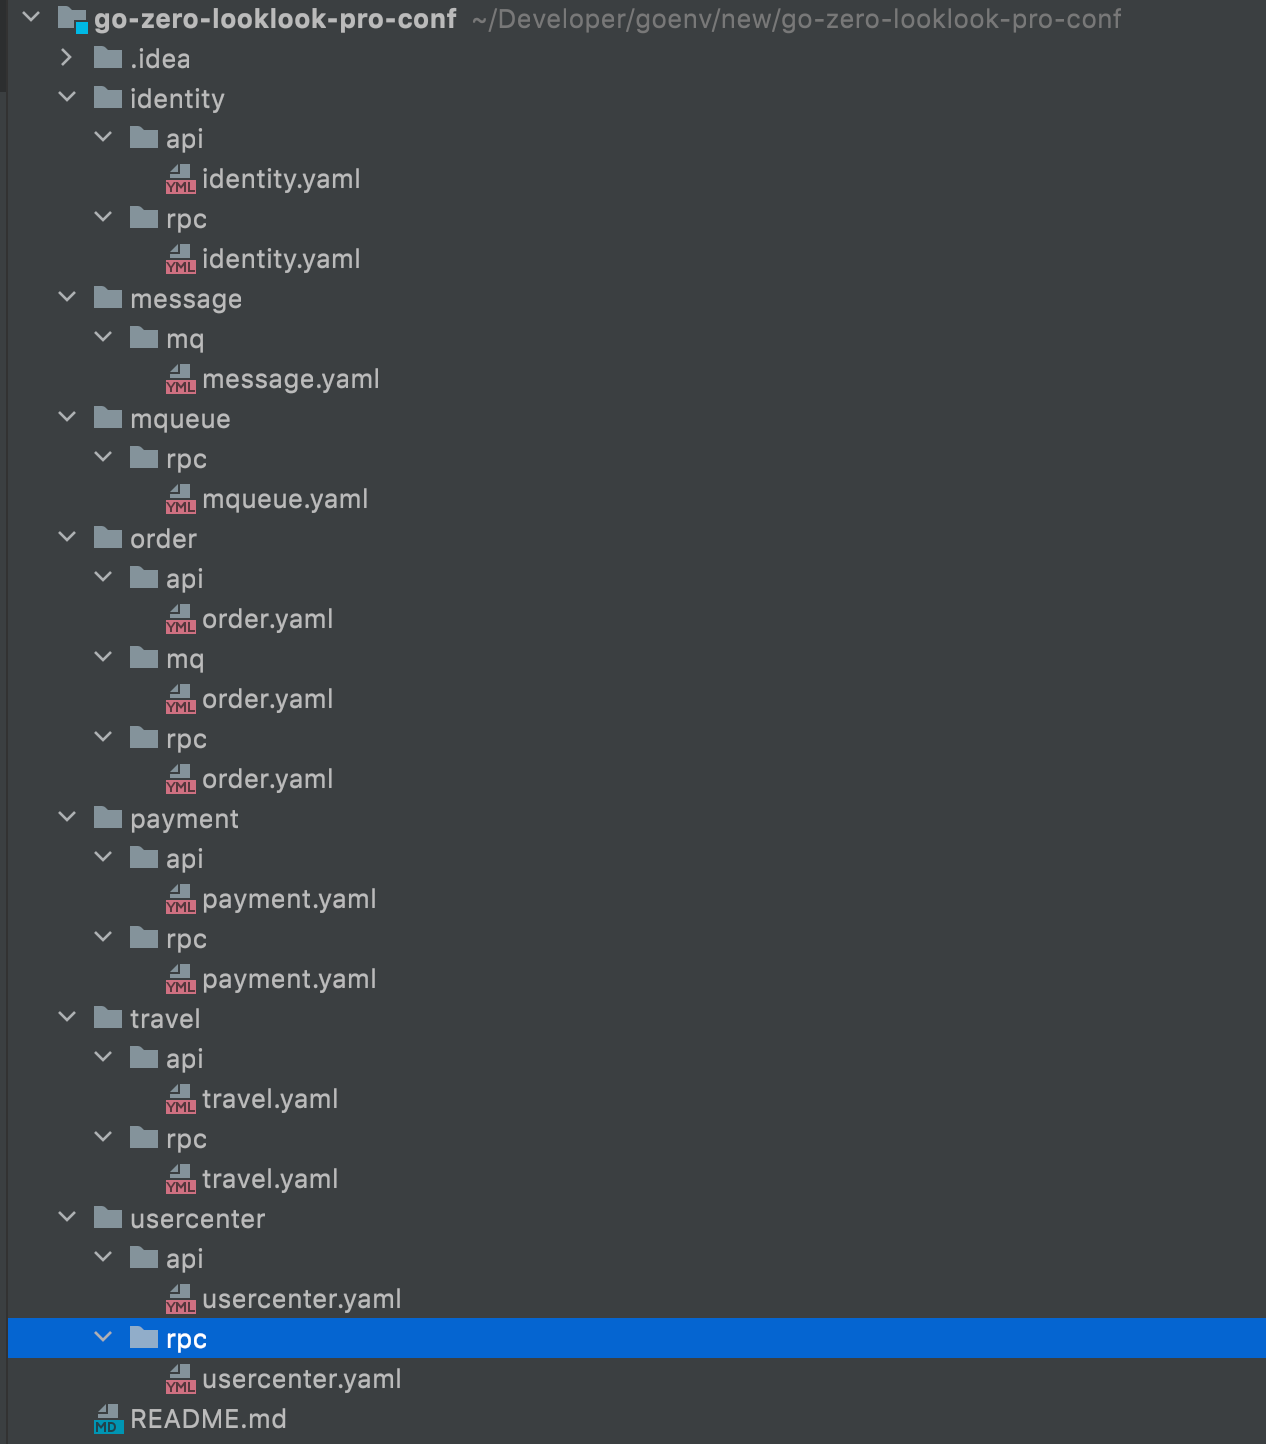 go-zero-looklook-pro-conf ~/Developer/goenv/new/go-zero-looklook-pro-conf
.idea
identity
api
YML identity.yaml
rpc
YML identity.yaml
message
mq
YML message.yaml
mqueue
rpc
YML mqueue.yaml
order
api
YML order.yaml
mq
YML order.yaml
rpc
YML order.yaml
payment
api
YML payment.yaml
rpc
YML payment.yaml
travel
api
YML travel.yaml
rpc
YML travel.yaml
usercenter
api
YML usercenter.yaml
rpc
YML usercenter.yaml
MD README.md